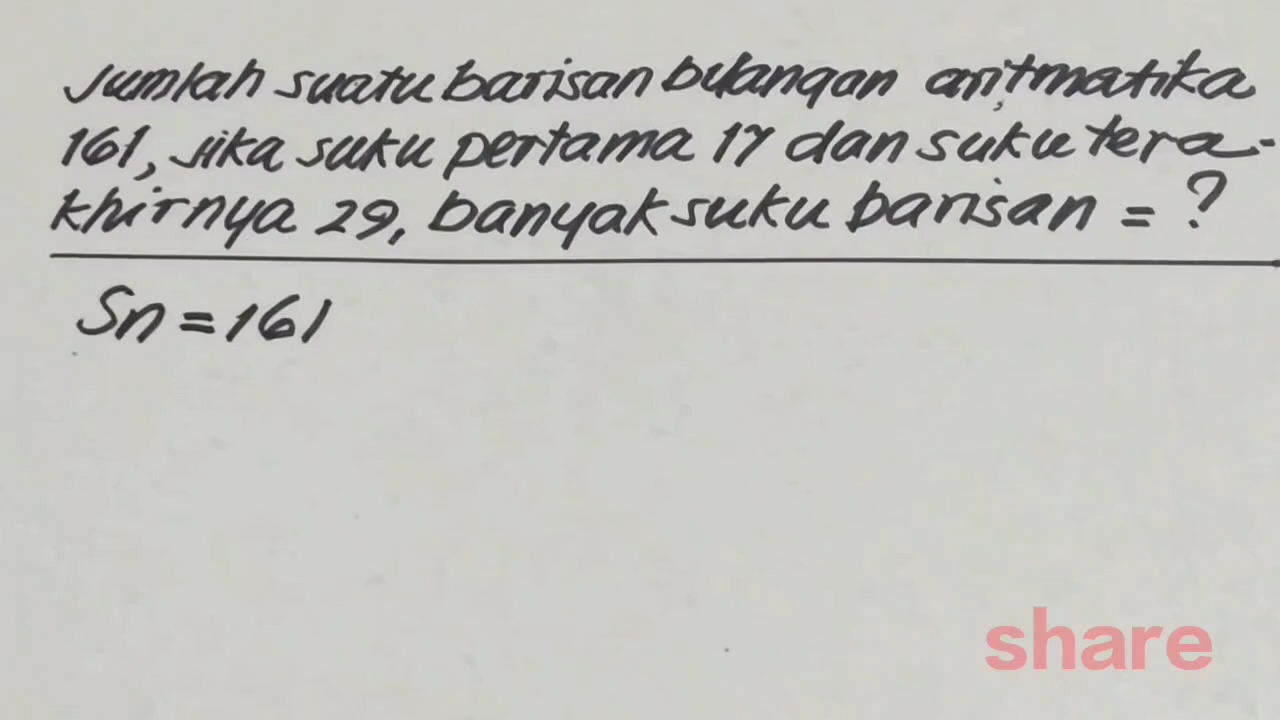 Jumlah suatu barisan bilangan aritmatika
161, jika suku pertama 17 dan suku tera-
khirnya 29, banyak suku barisan = ?
Sn = 161
share